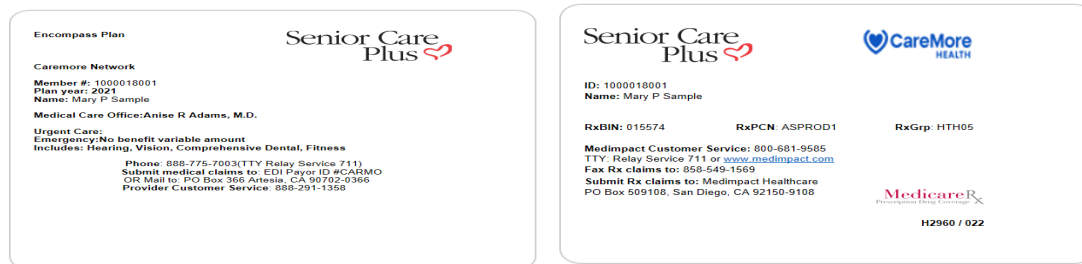 Encompass Plan
Senior Care
Plus
Caremore Network
Member #: 1000018001
Plan year: 2021
Name: Mary P Sample
Medical Care Office:Anise R Adams, M.D.
Urgent Care:
Emergency:No benefit variable amount
Includes: Hearing, Vision, Comprehensive Dental, Fitness
Phone: 888-775-7003(TTY Relay Service 711)
Submit medical claims to: EDI Payor ID #CARMO
OR Mail to: PO Box 366 Artesia, CA 90702-0366
Provider Customer Service: 888-291-1358
Senior Care
Plus
CareMore
HEALTH
ID: 1000018001
Name: Mary P Sample
RxBIN: 015574 RxPCN: ASPROD1 RxGrp: HTH05
Medimpact Customer Service: 800-681-9585
TTY: Relay Service 711 or www.medimpact.com
Fax Rx claims to: 858-549-1569
Submit Rx claims to: Medimpact Healthcare
PO Box 509108, San Diego, CA 92150-9108
MedicareRx
Prescription Drug Coverage
H2960 / 022